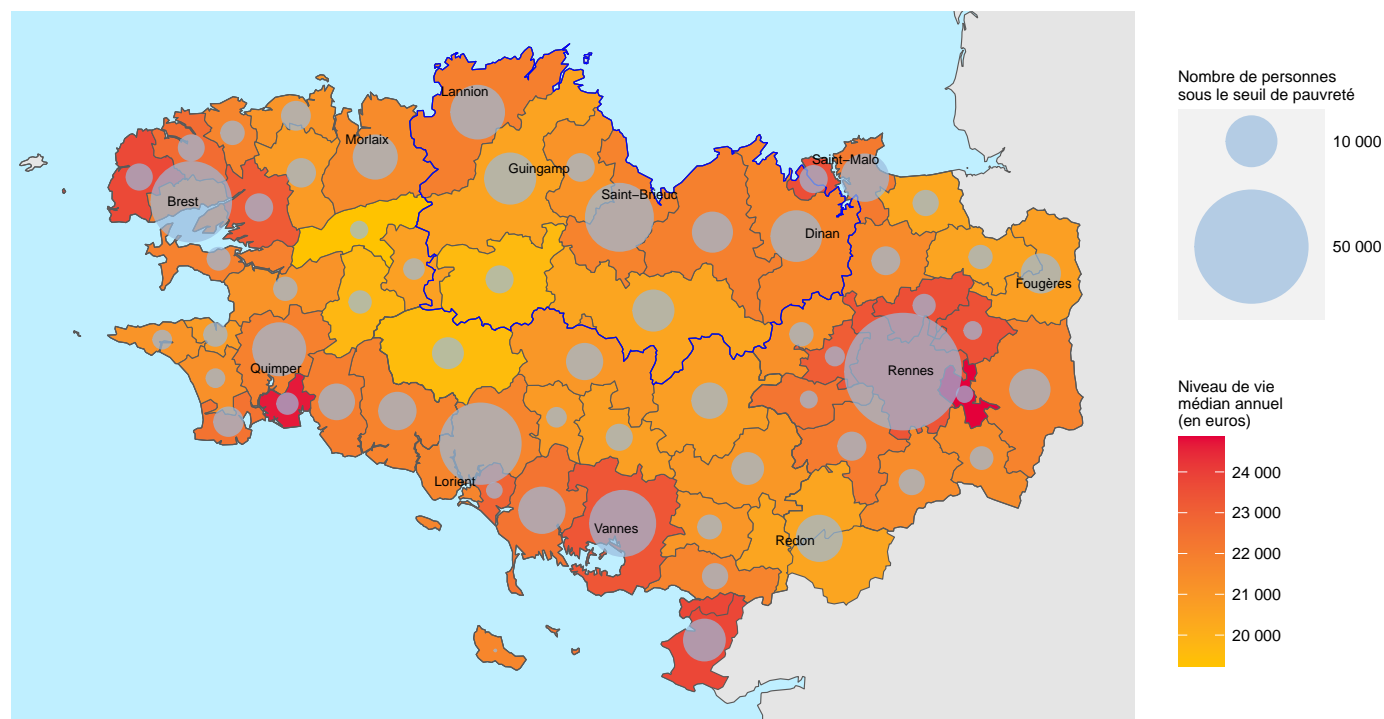 Lannion
Morlaix
Guingamp
Saint−Malo
Saint−Brieuc
Brest
Dinan
Fougères
Quimper
Rennes
Lorient
Vannes
Redon
Nombre de personnes
sous le seuil de pauvreté
10 000
50 000
Niveau de vie
médian annuel
(en euros)
24 000
23 000
22 000
21 000
20 000